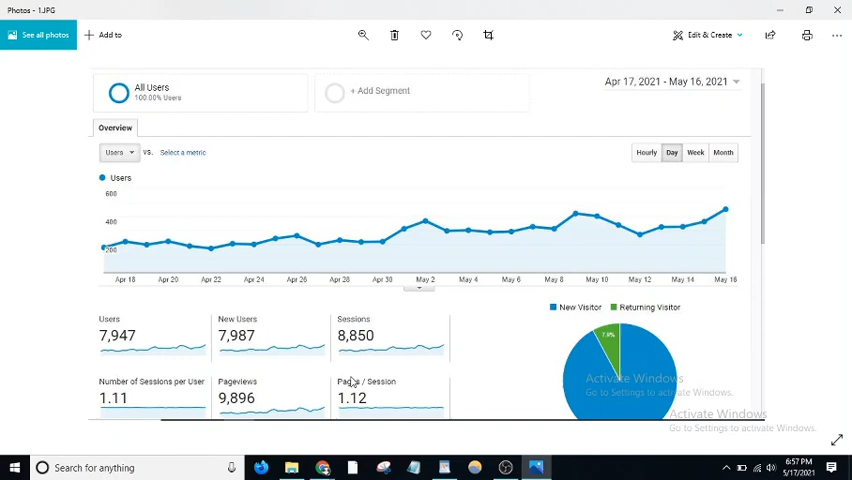 Photos - 1.JPG
See all photos
Add to
Edit & Create
All Users
100.00% Users
+ Add Segment
Apr 17, 2021 - May 16, 2021
Overview
Users
vs.
Select a metric
Hourly
Day
Week
Month
Users
600
400
200
Apr 18
Apr 20
Apr 22
Apr 24
Apr 26
Apr 28
Apr 30
May 2
May 4
May 6
May 8
May 10
May 12
May 14
May 16
Users
7,947
New Users
7,987
Sessions
8,850
Number of Sessions per User
1.11
Pageviews
9,896
Pages / Session
1.12
New Visitor
Returning Visitor
7.9%
Activate Windows
Go to Settings to activate Windows.
Activate Windows
Go to Settings to activate Windows.
Search for anything
6:57 PM
5/17/2021